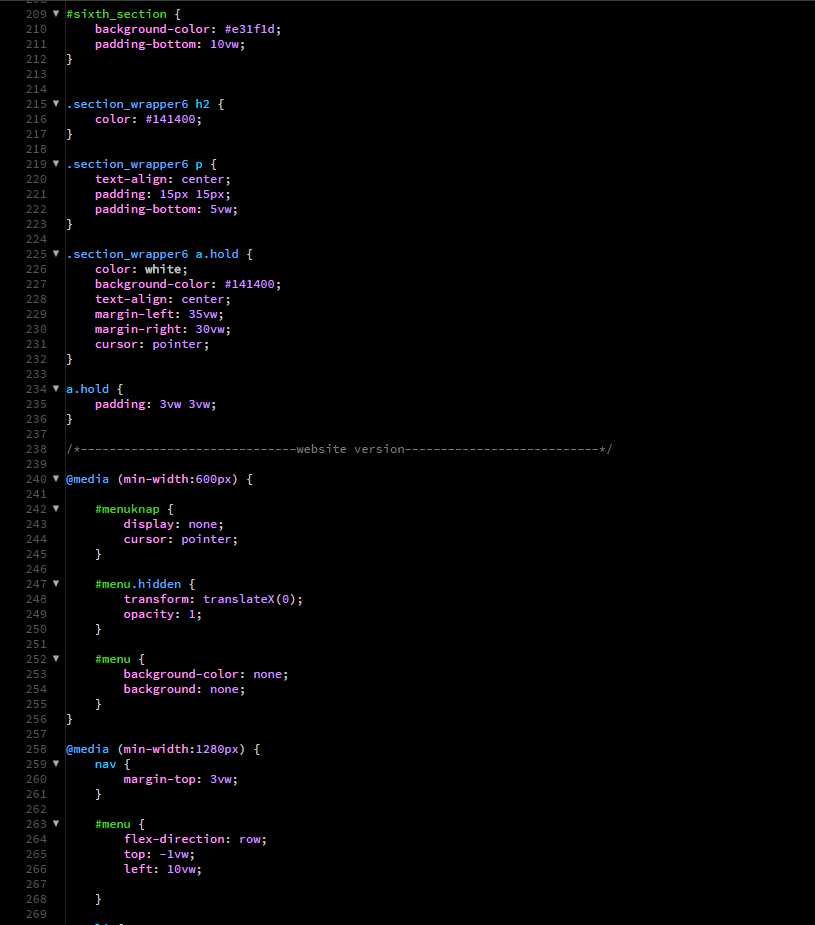 209 ▼ #sixth_section {
210     background-color: #e31f1d;
211     padding-bottom: 10vw;
212 }
213
214
215 ▼ .section_wrapper6 h2 {
216     color: #141400;
217 }
218
219 ▼ .section_wrapper6 p {
220     text-align: center;
221     padding: 15px 15px;
222     padding-bottom: 5vw;
223 }
224
225 ▼ .section_wrapper6 a.hold {
226     color: white;
227     background-color: #141400;
228     text-align: center;
229     margin-left: 35vw;
230     margin-right: 30vw;
231     cursor: pointer;
232 }
233
234 ▼ a.hold {
235     padding: 3vw 3vw;
236 }
237
238 /*------------------------------website version---------------------------*/
239
240 ▼ @media (min-width:600px) {
241
242 ▼     #menuknap {
243         display: none;
244         cursor: pointer;
245     }
246
247 ▼     #menu.hidden {
248         transform: translateX(0);
249         opacity: 1;
250     }
251
252 ▼     #menu {
253         background-color: none;
254         background: none;
255     }
256 }
257
258 @media (min-width:1280px) {
259 ▼     nav {
260         margin-top: 3vw;
261     }
262
263 ▼     #menu {
264         flex-direction: row;
265         top: -1vw;
266         left: 10vw;
267
268     }
269